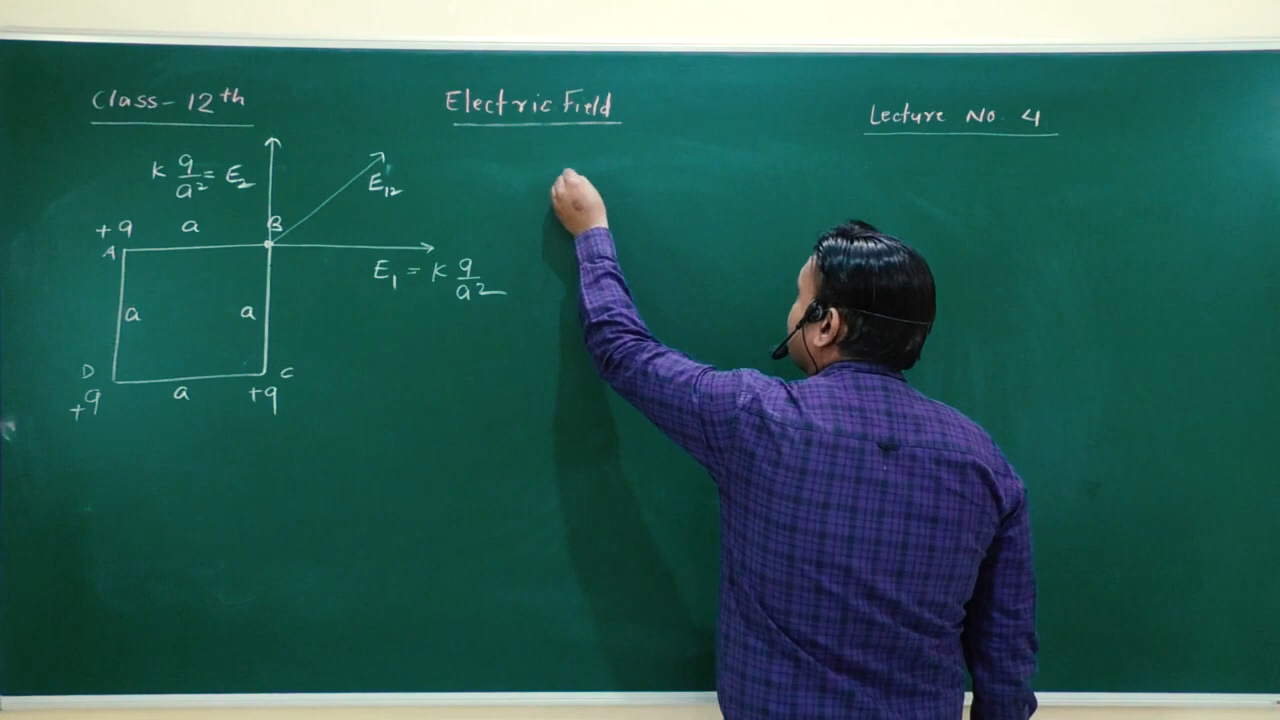 Class - 12th
Electric Field
Lecture No. 4
K q/a² = E₂
E₁₂
+q a B
A
E₁ = K q/a²
a a
D C
+q a +q